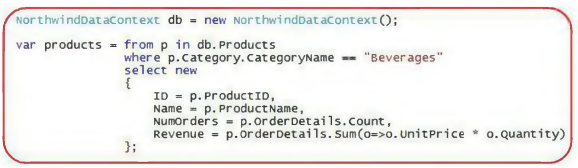 NorthwindDataContext db = new NorthwindDataContext();
var products = from p in db.Products
where p.Category.CategoryName == "Beverages"
select new
{
ID = p.ProductID,
Name = p.ProductName,
NumOrders = p.OrderDetails.Count,
Revenue = p.OrderDetails.Sum(o=>o.UnitPrice * o.Quantity)
};